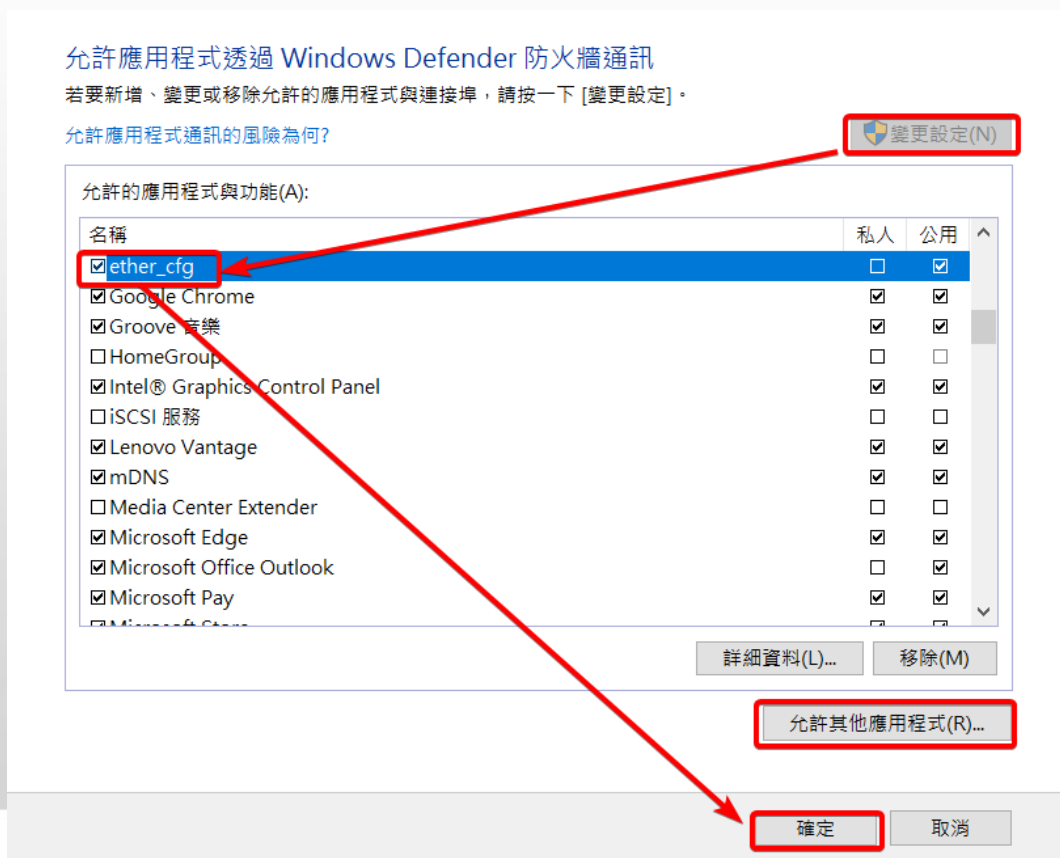 允許應用程式透過 Windows Defender 防火牆通訊
若要新增、變更或移除允許的應用程式與連接埠，請按一下 [變更設定]。
允許應用程式通訊的風險為何?
變更設定(N)
允許的應用程式與功能(A):
名稱 私人 公用
ether_cfg
Google Chrome
Groove 音樂
HomeGroup
Intel® Graphics Control Panel
iSCSI 服務
Lenovo Vantage
mDNS
Media Center Extender
Microsoft Edge
Microsoft Office Outlook
Microsoft Pay
Microsoft Store
詳細資料(L)... 移除(M)
允許其他應用程式(R)...
確定 取消